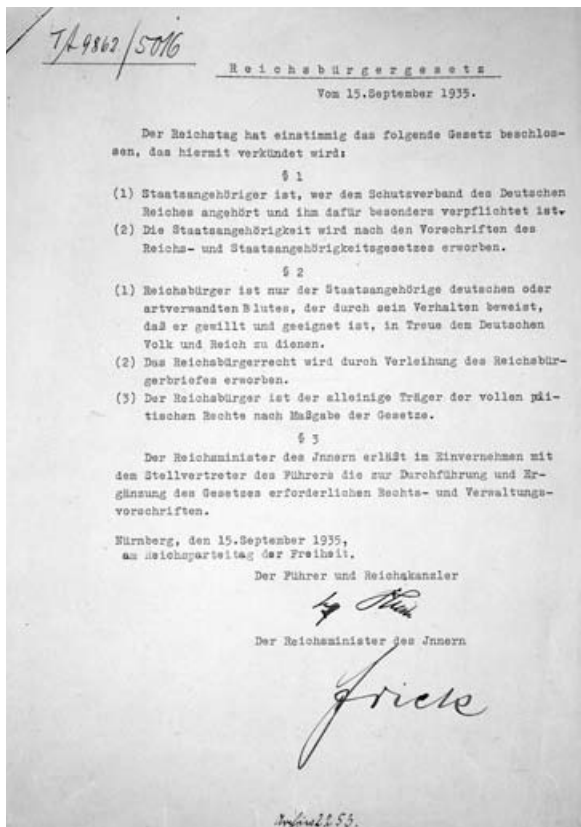 TA 9862/5016
Reichsbürgergesetz
Vom 15.September 1935.
Der Reichstag hat einstimmig das folgende Gesetz beschlos-
sen, das hiermit verkündet wird:
§ 1
(1) Staatsangehöriger ist, wer dem Schutzverband des Deutschen
Reiches angehört und ihm dafür besonders verpflichtet ist.
(2) Die Staatsangehörigkeit wird nach den Vorschriften des
Reichs- und Staatsangehörigkeitsgesetzes erworben.
§ 2
(1) Reichsbürger ist nur der Staatsangehörige deutschen oder
artverwandten Blutes, der durch sein Verhalten beweist,
daß er gewillt und geeignet ist, in Treue dem Deutschen
Volk und Reich zu dienen.
(2) Das Reichsbürgerrecht wird durch Verleihung des Reichsbür-
gerbriefes erworben.
(3) Der Reichsbürger ist der alleinige Träger der vollen
tischen Rechte nach Maßgabe der Gesetze.
§ 3
Der Reichsminister des Jnnern erläßt im Einvernehmen mit
dem Stellvertreter des Führers die zur Durchführung und Er-
gänzung des Gesetzes erforderlichen Rechts- und Verwaltungs-
vorschriften.
Nürnberg, den 15.September 1935,
am Reichsparteitag der Freiheit.
Der Führer und Reichskanzler
Der Reichsminister des Jnnern
Frick
2253.